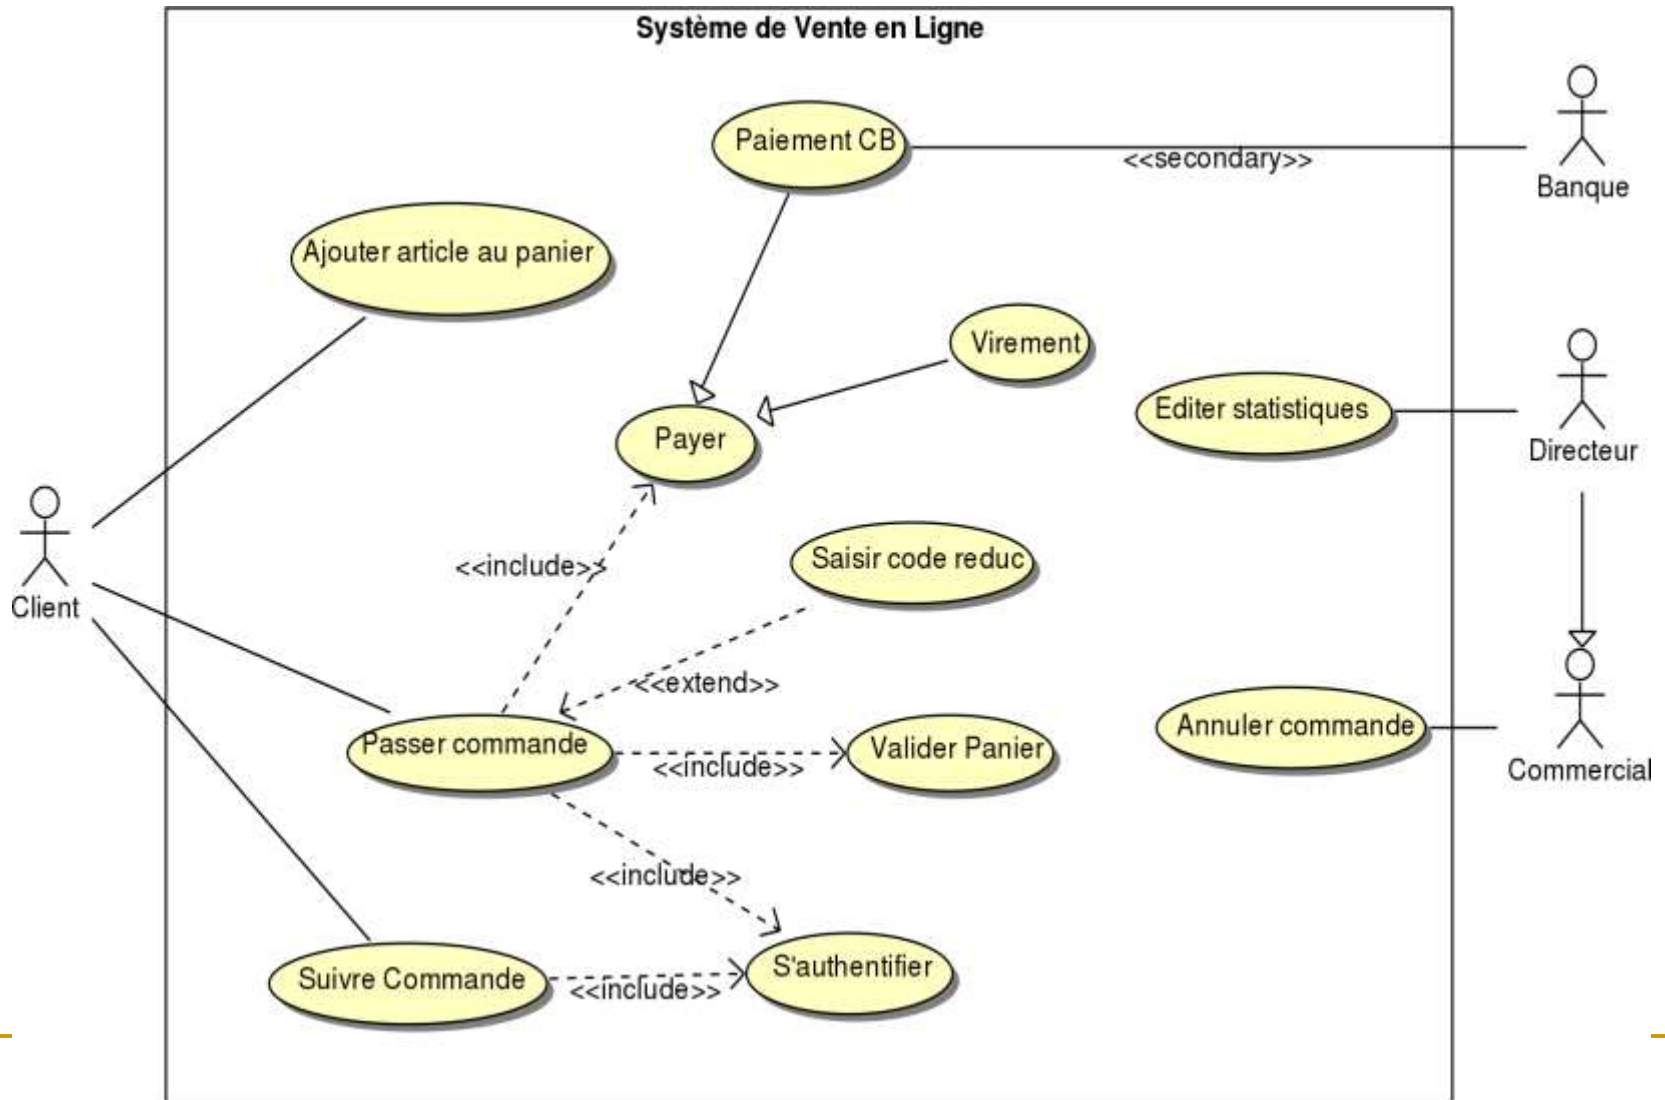 Système de Vente en Ligne
Paiement CB
<<secondary>>
Banque
Ajouter article au panier
Virement
Editer statistiques
Directeur
Payer
Client
<<include>>
Saisir code reduc
<<extend>>
Passer commande
<<include>>
Valider Panier
Annuler commande
Commercial
<<include>>
Suivre Commande
<<include>>
S'authentifier